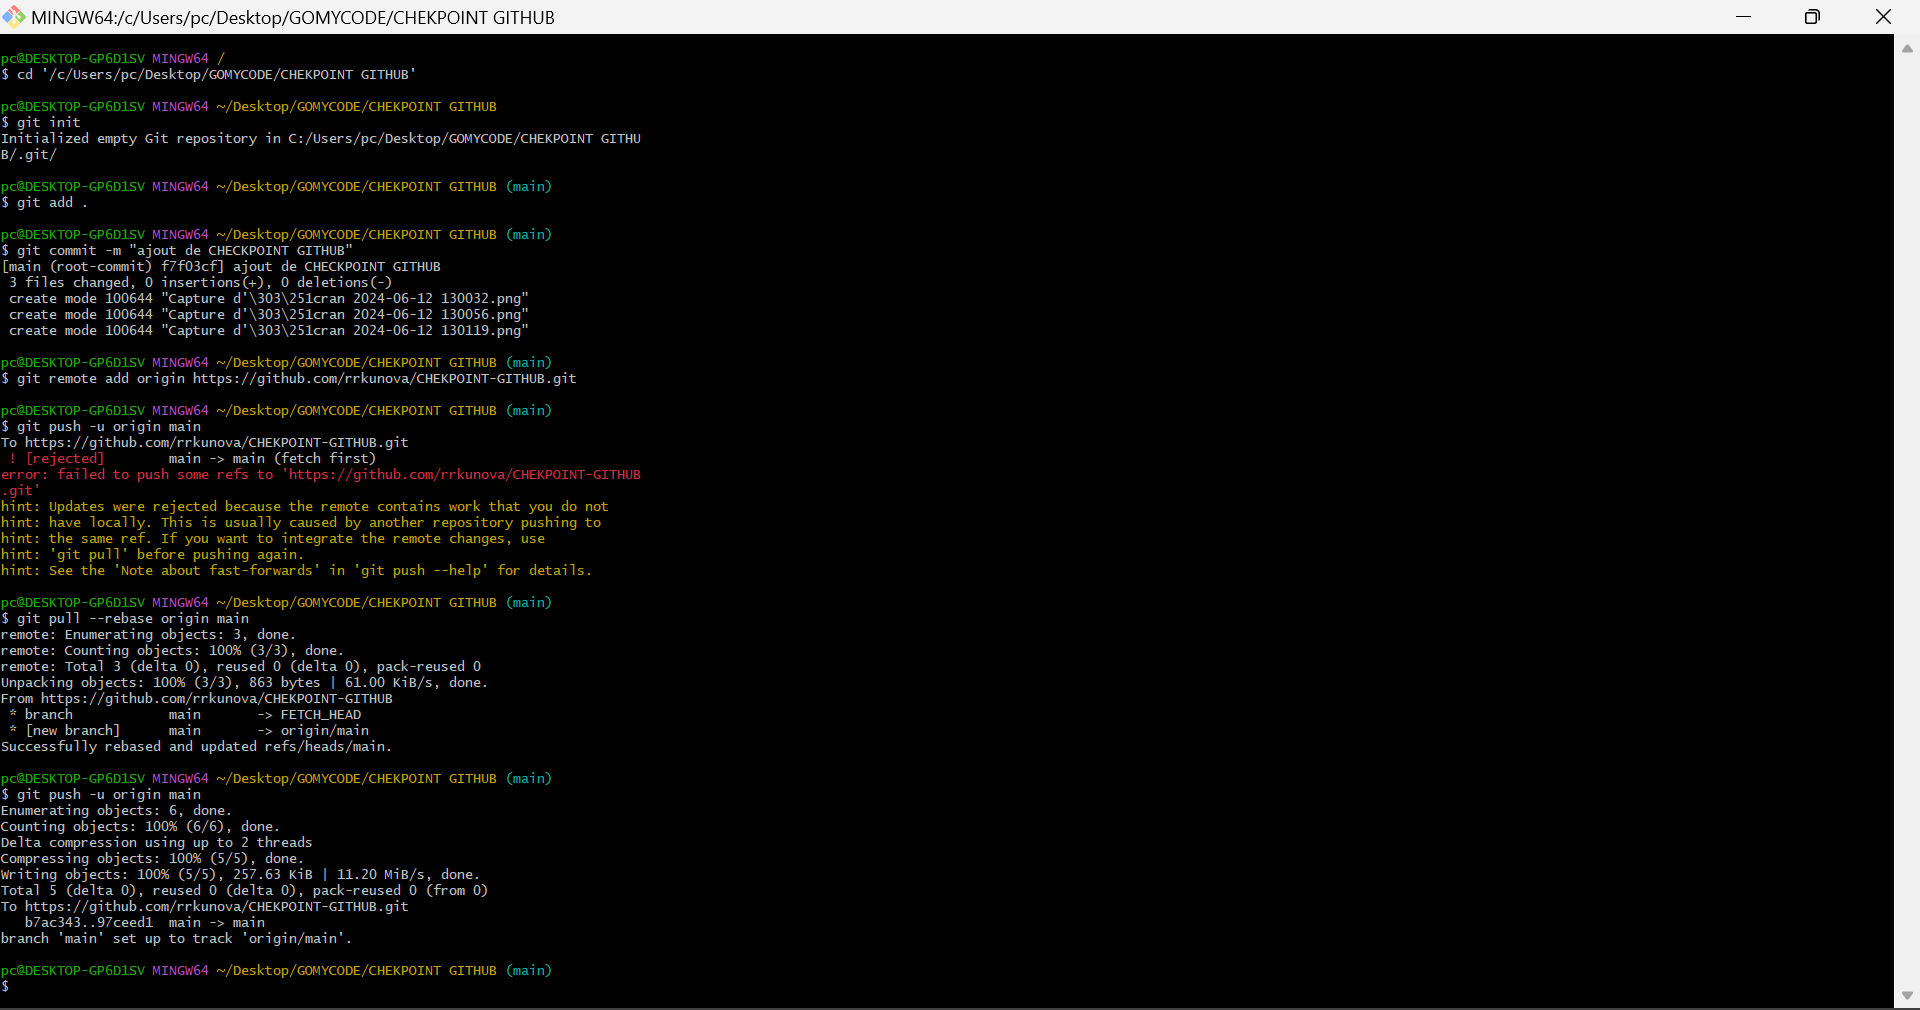 MINGW64:/c/Users/pc/Desktop/GOMYCODE/CHEKPOINT GITHUB
pc@DESKTOP-GP6D1SV MINGW64 /
$ cd '/c/Users/pc/Desktop/GOMYCODE/CHEKPOINT GITHUB'
pc@DESKTOP-GP6D1SV MINGW64 ~/Desktop/GOMYCODE/CHEKPOINT GITHUB
$ git init
Initialized empty Git repository in C:/Users/pc/Desktop/GOMYCODE/CHEKPOINT GITHU
B/.git/
pc@DESKTOP-GP6D1SV MINGW64 ~/Desktop/GOMYCODE/CHEKPOINT GITHUB (main)
$ git add .
pc@DESKTOP-GP6D1SV MINGW64 ~/Desktop/GOMYCODE/CHEKPOINT GITHUB (main)
$ git commit -m "ajout de CHECKPOINT GITHUB"
[main (root-commit) f7f03cf] ajout de CHECKPOINT GITHUB
 3 files changed, 0 insertions(+), 0 deletions(-)
 create mode 100644 "Capture d'\303\251cran 2024-06-12 130032.png"
 create mode 100644 "Capture d'\303\251cran 2024-06-12 130056.png"
 create mode 100644 "Capture d'\303\251cran 2024-06-12 130119.png"
pc@DESKTOP-GP6D1SV MINGW64 ~/Desktop/GOMYCODE/CHEKPOINT GITHUB (main)
$ git remote add origin https://github.com/rrkunova/CHEKPOINT-GITHUB.git
pc@DESKTOP-GP6D1SV MINGW64 ~/Desktop/GOMYCODE/CHEKPOINT GITHUB (main)
$ git push -u origin main
To https://github.com/rrkunova/CHEKPOINT-GITHUB.git
 ! [rejected]        main -> main (fetch first)
error: failed to push some refs to 'https://github.com/rrkunova/CHEKPOINT-GITHUB
.git'
hint: Updates were rejected because the remote contains work that you do not
hint: have locally. This is usually caused by another repository pushing to
hint: the same ref. If you want to integrate the remote changes, use
hint: 'git pull' before pushing again.
hint: See the 'Note about fast-forwards' in 'git push --help' for details.
pc@DESKTOP-GP6D1SV MINGW64 ~/Desktop/GOMYCODE/CHEKPOINT GITHUB (main)
$ git pull --rebase origin main
remote: Enumerating objects: 3, done.
remote: Counting objects: 100% (3/3), done.
remote: Total 3 (delta 0), reused 0 (delta 0), pack-reused 0
Unpacking objects: 100% (3/3), 863 bytes | 61.00 KiB/s, done.
From https://github.com/rrkunova/CHEKPOINT-GITHUB
 * branch            main       -> FETCH_HEAD
 * [new branch]      main       -> origin/main
Successfully rebased and updated refs/heads/main.
pc@DESKTOP-GP6D1SV MINGW64 ~/Desktop/GOMYCODE/CHEKPOINT GITHUB (main)
$ git push -u origin main
Enumerating objects: 6, done.
Counting objects: 100% (6/6), done.
Delta compression using up to 2 threads
Compressing objects: 100% (5/5), done.
Writing objects: 100% (5/5), 257.63 KiB | 11.20 MiB/s, done.
Total 5 (delta 0), reused 0 (delta 0), pack-reused 0 (from 0)
To https://github.com/rrkunova/CHEKPOINT-GITHUB.git
   b7ac343..97ceed1  main -> main
branch 'main' set up to track 'origin/main'.
pc@DESKTOP-GP6D1SV MINGW64 ~/Desktop/GOMYCODE/CHEKPOINT GITHUB (main)
$